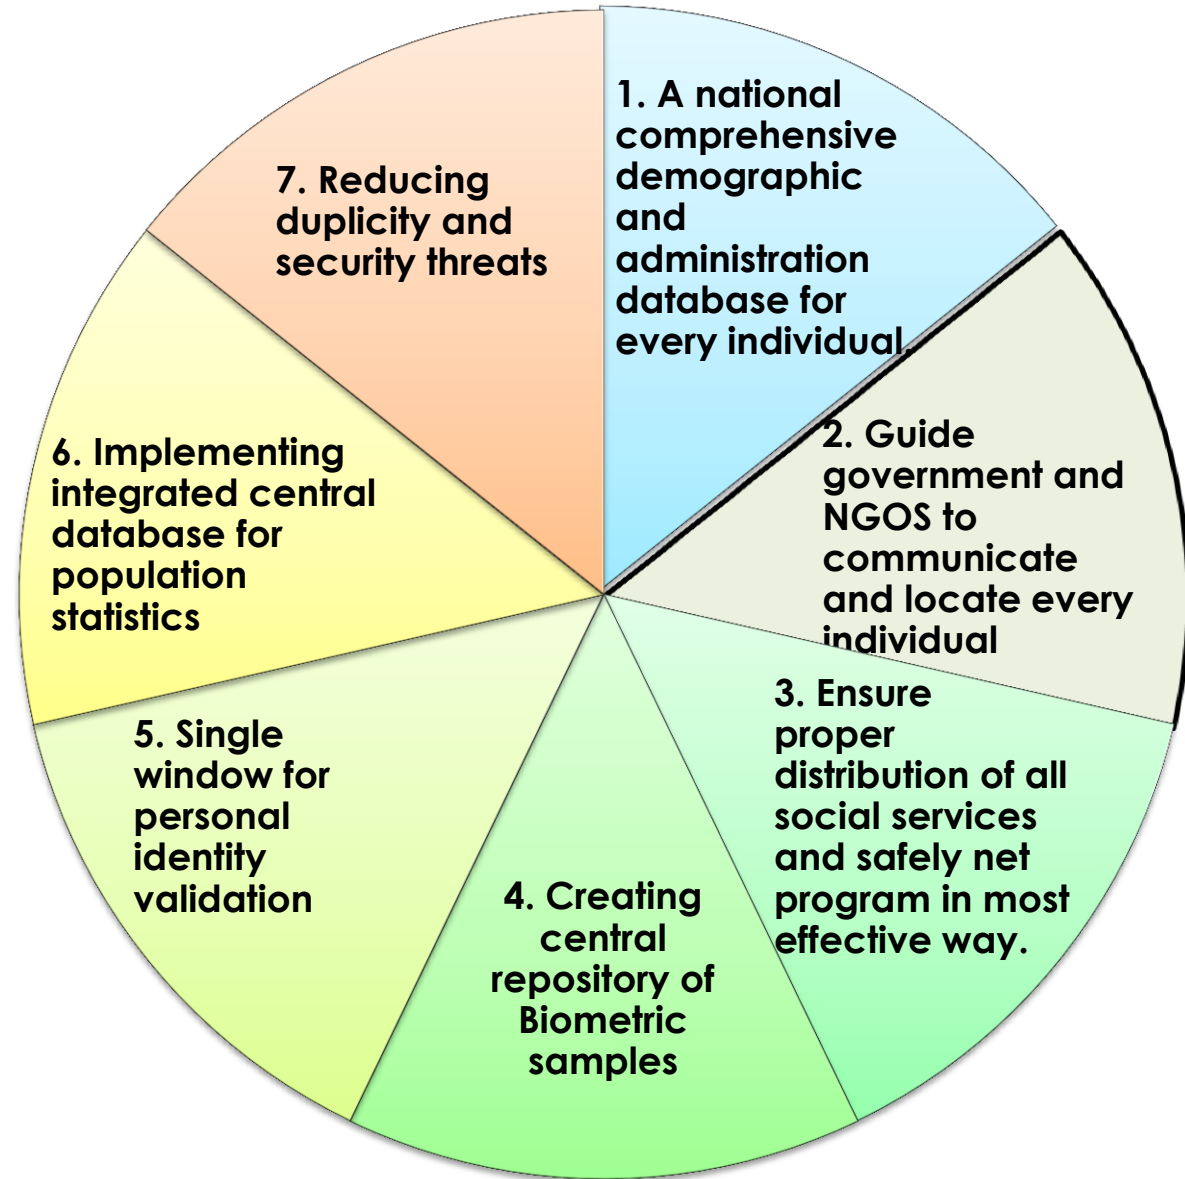 1. A national
comprehensive
demographic
and
administration
database for
every individual.
2. Guide
government and
NGOS to
communicate
and locate every
individual
3. Ensure
proper
distribution of all
social services
and safely net
program in most
effective way.
4. Creating
central
repository of
Biometric
samples
5. Single
window for
personal
identity
validation
6. Implementing
integrated central
database for
population
statistics
7. Reducing
duplicity and
security threats